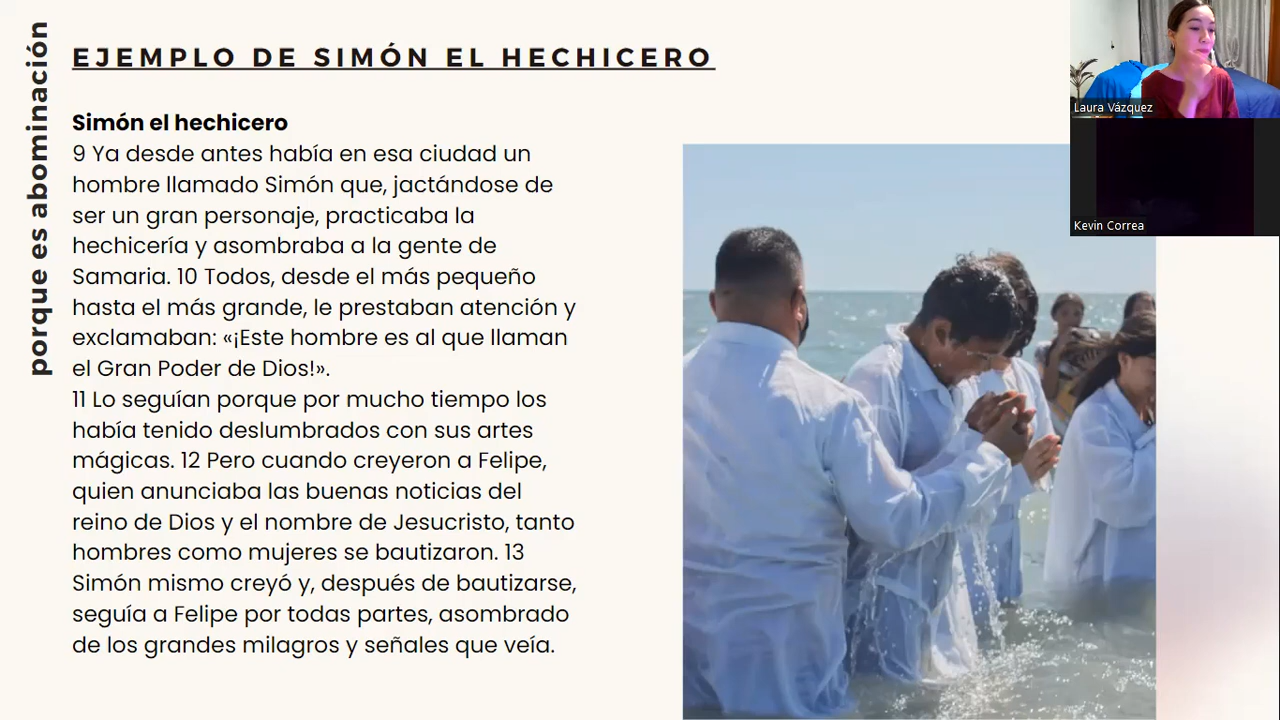 porque es abominación
EJEMPLO DE SIMÓN EL HECHICERO
Simón el hechicero
9 Ya desde antes había en esa ciudad un
hombre llamado Simón que, jactándose de
ser un gran personaje, practicaba la
hechicería y asombraba a la gente de
Samaria. 10 Todos, desde el más pequeño
hasta el más grande, le prestaban atención y
exclamaban: «¡Este hombre es al que llaman
el Gran Poder de Dios!».
11 Lo seguían porque por mucho tiempo los
había tenido deslumbrados con sus artes
mágicas. 12 Pero cuando creyeron a Felipe,
quien anunciaba las buenas noticias del
reino de Dios y el nombre de Jesucristo, tanto
hombres como mujeres se bautizaron. 13
Simón mismo creyó y, después de bautizarse,
seguía a Felipe por todas partes, asombrado
de los grandes milagros y señales que veía.
Laura Vázquez
Kevin Correa